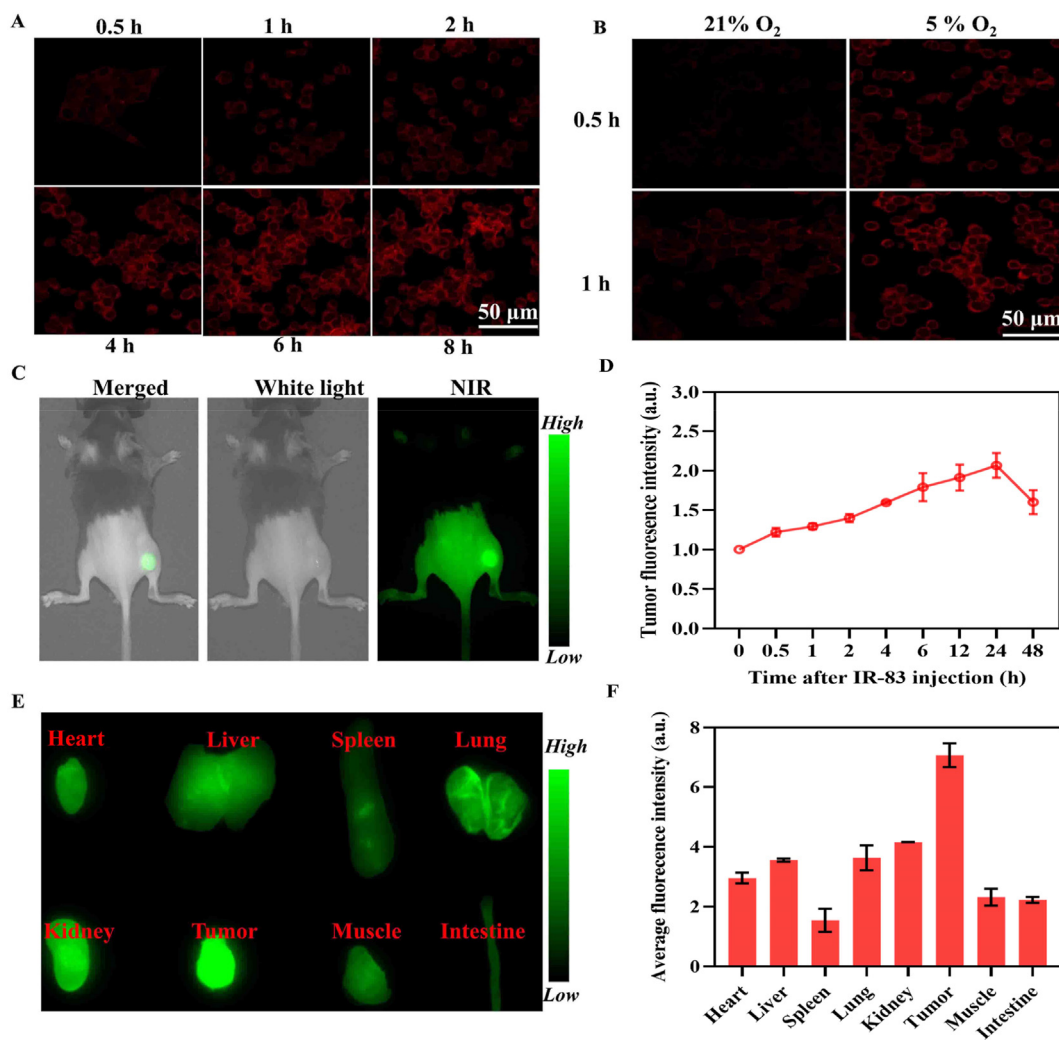 A
0.5 h
1 h
2 h
50 µm
4 h
6 h
8 h
B
21% O₂
5 % O₂
0.5 h
1 h
50 µm
C
Merged
White light
NIR
High
Low
D
Tumor fluoresence intensity (a.u.)
3.0
2.5
2.0
1.5
1.0
0.5
0.0
0 0.5 1 2 4 6 12 24 48
Time after IR-83 injection (h)
E
Heart
Liver
Spleen
Lung
Kidney
Tumor
Muscle
Intestine
High
Low
F
Average fluorecence intensity (a.u.)
8
6
4
2
0
Heart
Liver
Spleen
Lung
Kidney
Tumor
Muscle
Intestine